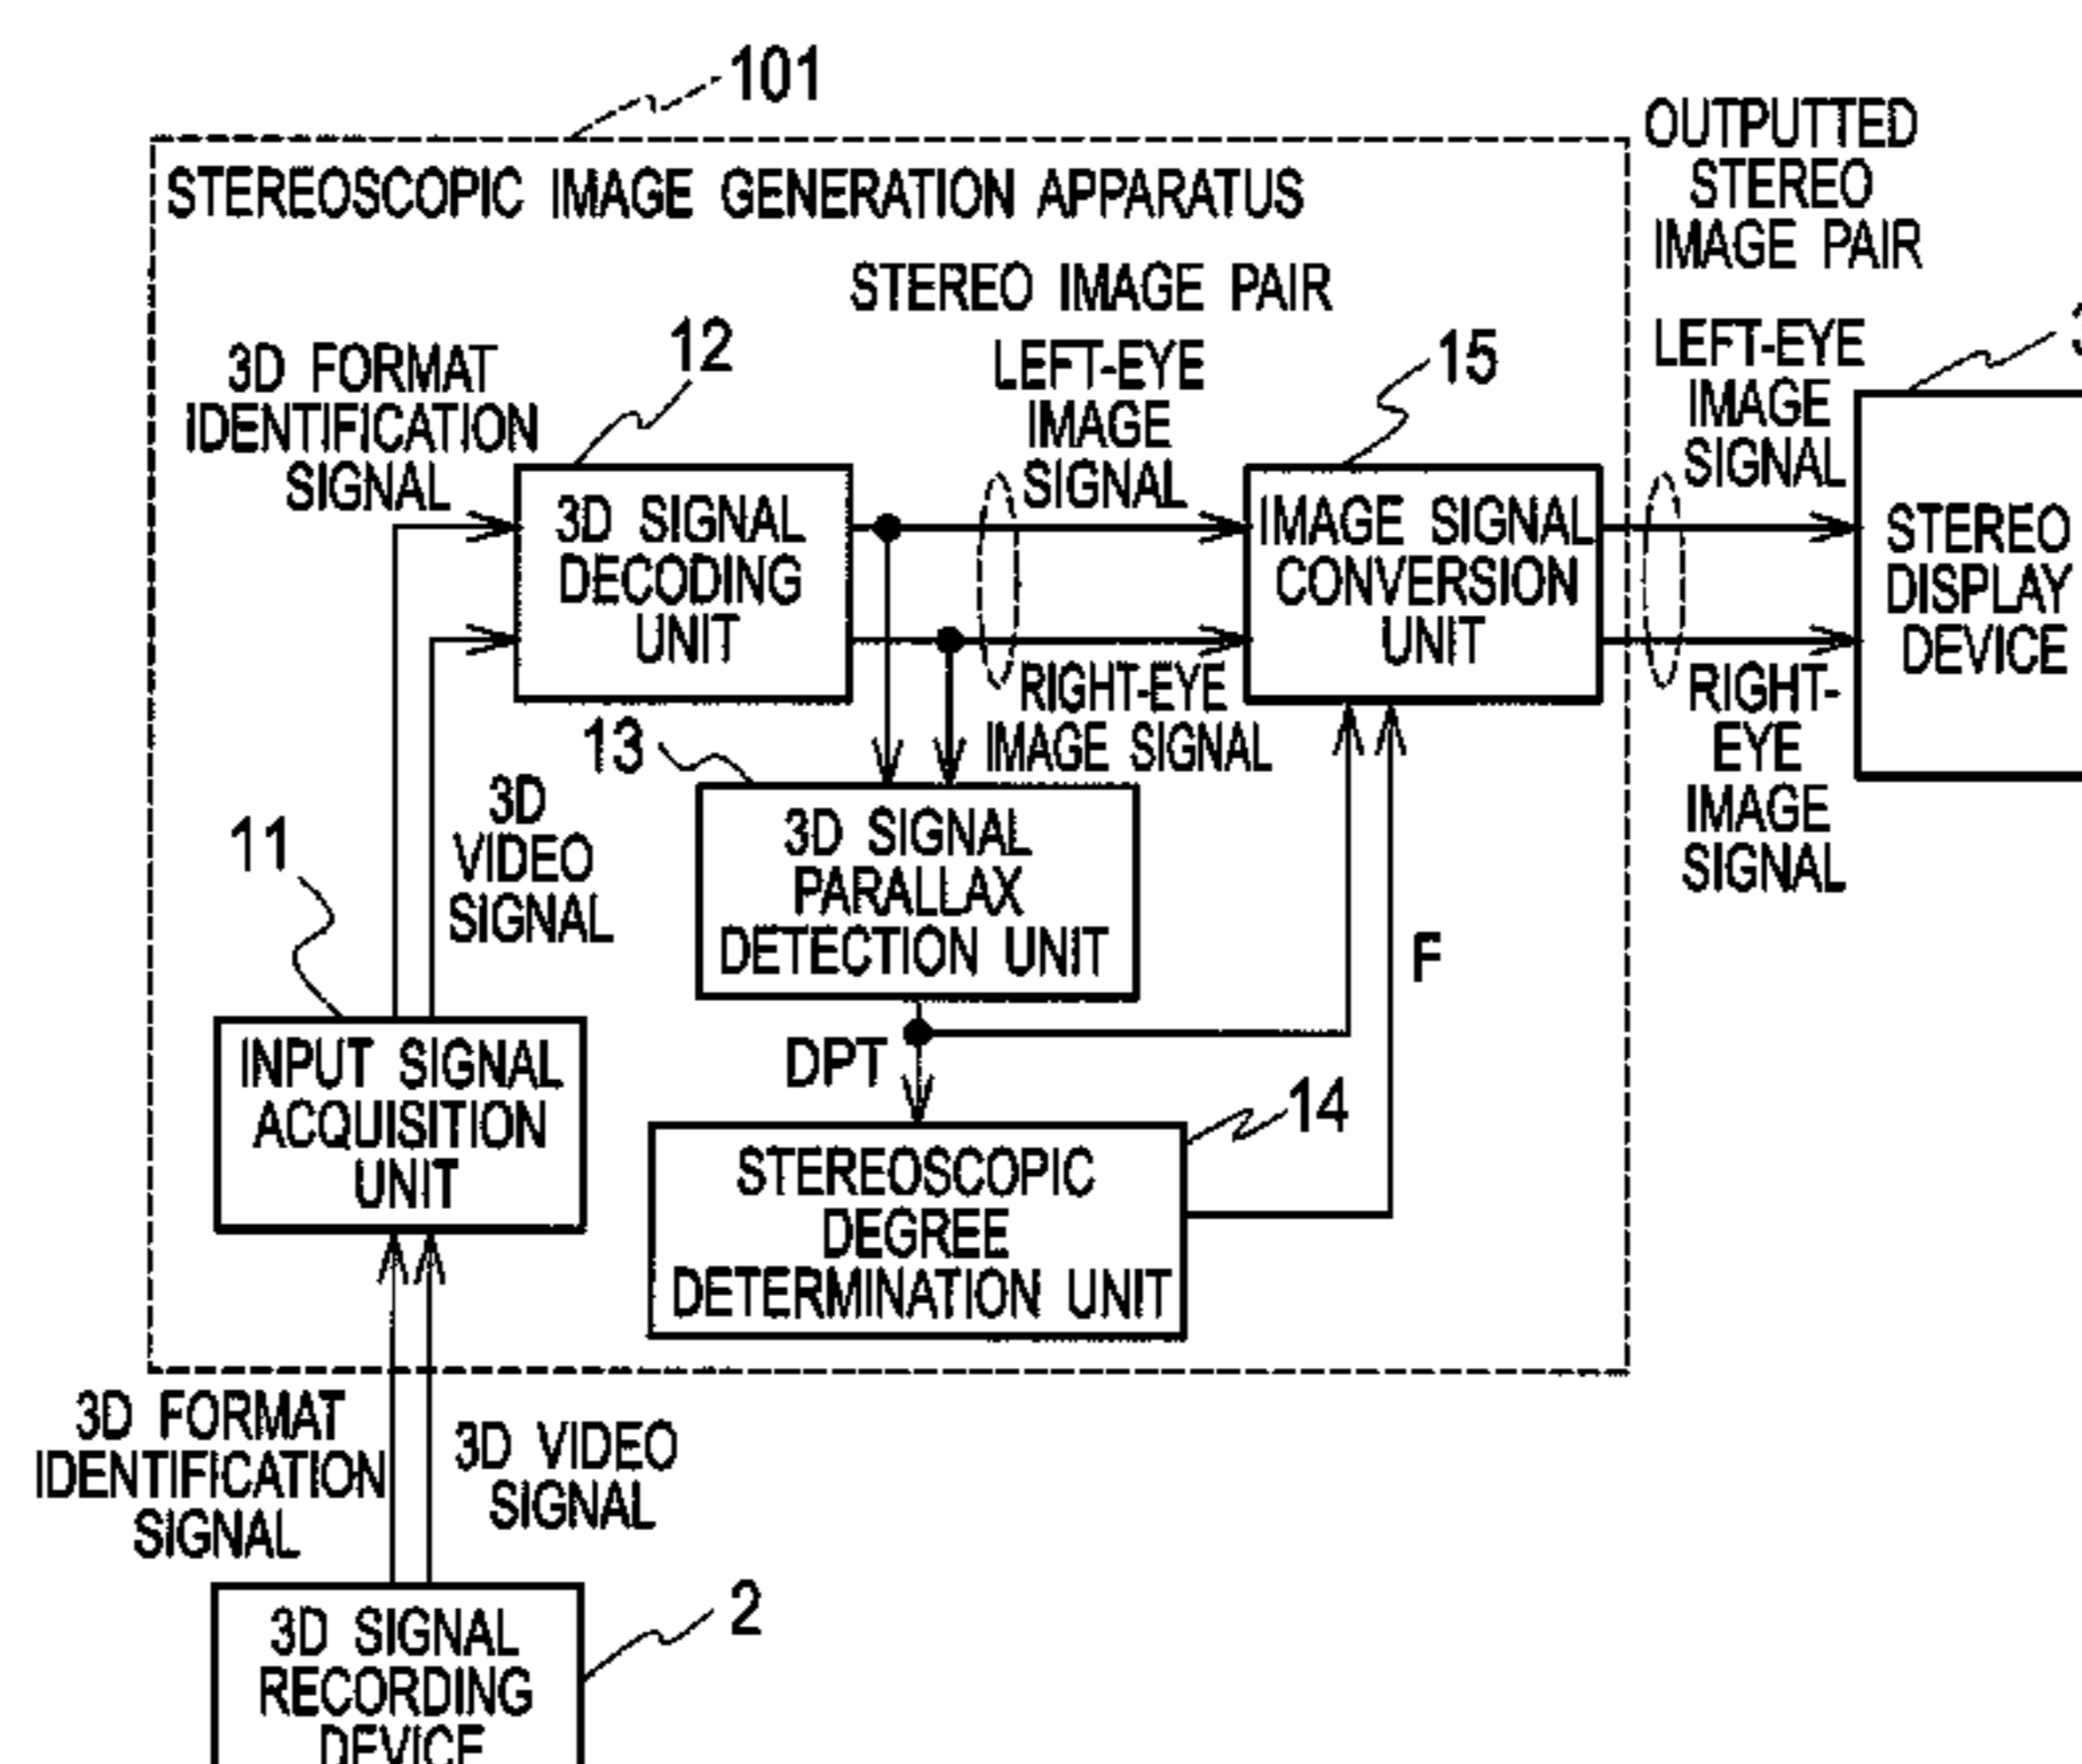 101
STEREOSCOPIC IMAGE GENERATION APPARATUS
OUTPUTTED
STEREO
IMAGE PAIR
STEREO IMAGE PAIR
3D FORMAT
IDENTIFICATION
SIGNAL
12
LEFT-EYE
IMAGE
SIGNAL
15
LEFT-EYE
IMAGE
SIGNAL
3D SIGNAL
DECODING
UNIT
IMAGE SIGNAL
CONVERSION
UNIT
STEREO
DISPLAY
DEVICE
RIGHT-EYE
IMAGE SIGNAL
RIGHT-
EYE
IMAGE
SIGNAL
13
3D
VIDEO
SIGNAL
11
3D SIGNAL
PARALLAX
DETECTION UNIT
F
INPUT SIGNAL
ACQUISITION
UNIT
DPT
14
STEREOSCOPIC
DEGREE
DETERMINATION UNIT
3D FORMAT
IDENTIFICATION
SIGNAL
3D VIDEO
SIGNAL
2
3D SIGNAL
RECORDING
DEVICE